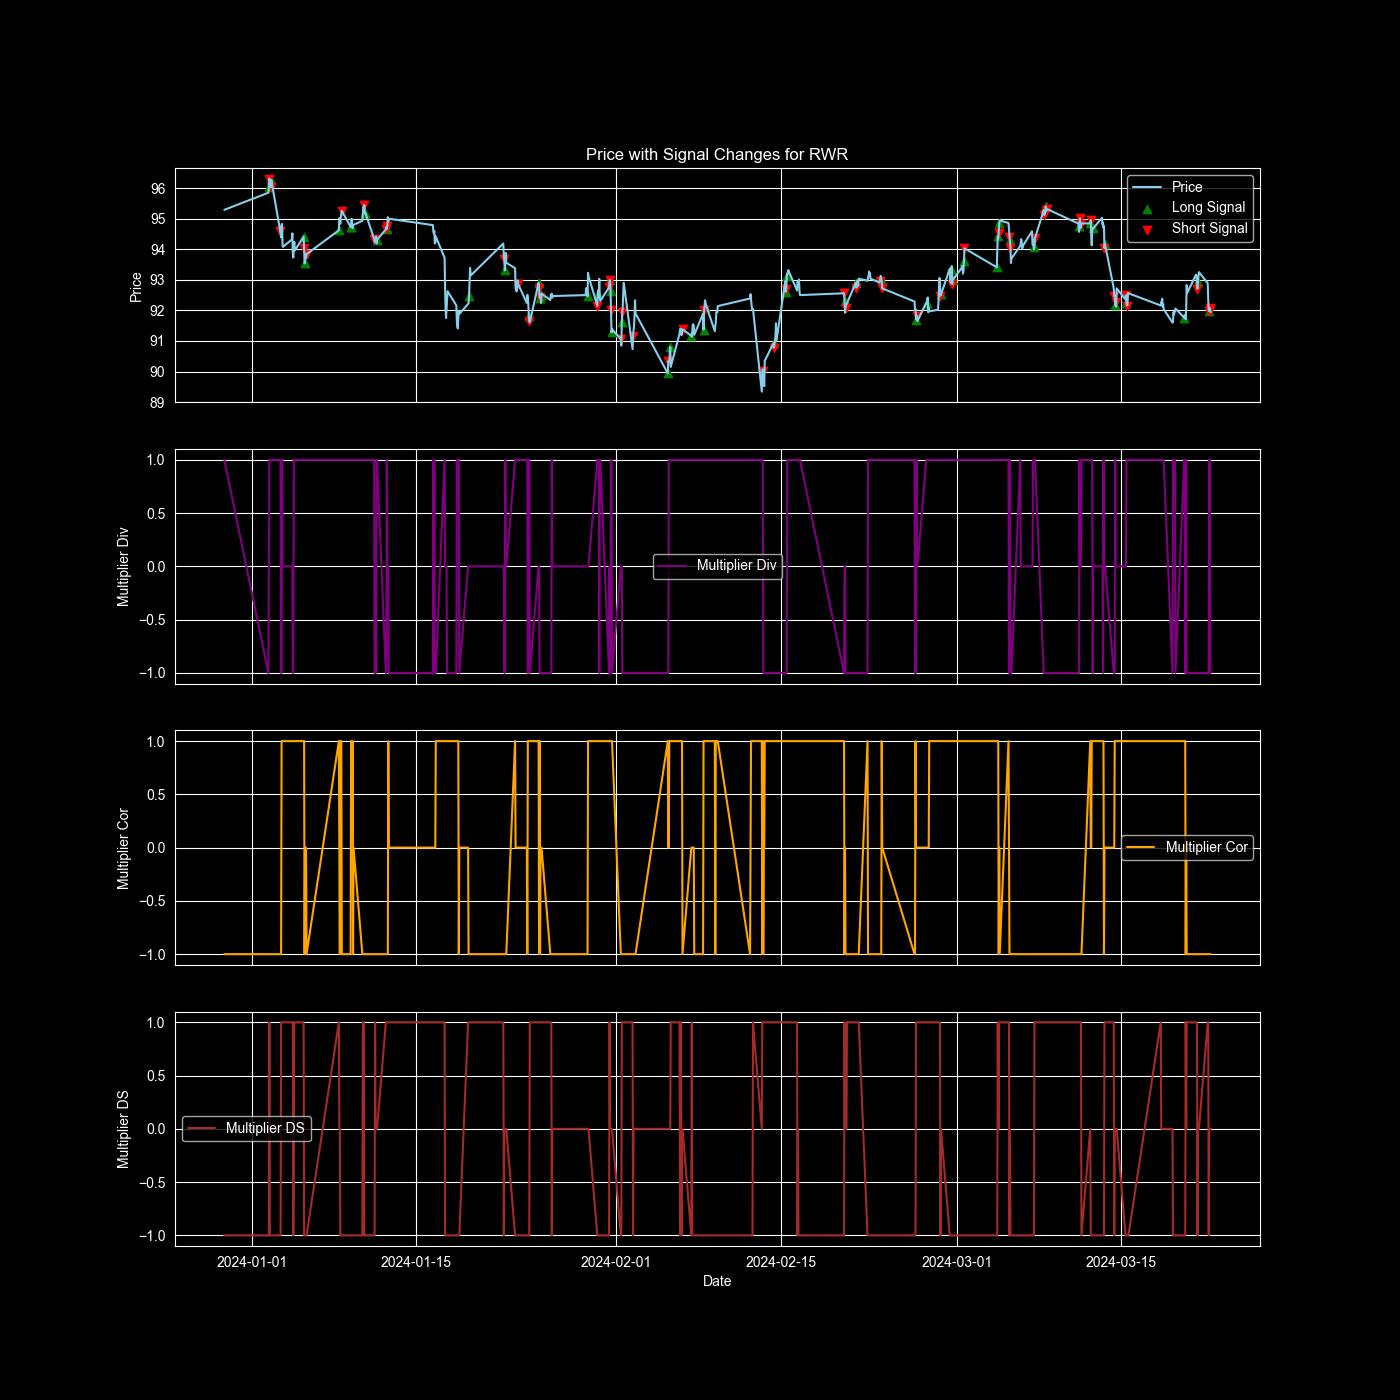 Price with Signal Changes for RWR
Price
96
95
94
93
92
91
90
89
Price
Long Signal
Short Signal
Multiplier Div
1.0
0.5
0.0
−0.5
−1.0
Multiplier Div
Multiplier Cor
1.0
0.5
0.0
−0.5
−1.0
Multiplier Cor
Multiplier DS
1.0
0.5
0.0
−0.5
−1.0
Multiplier DS
2024-01-01 2024-01-15 2024-02-01 2024-02-15 2024-03-01 2024-03-15
Date